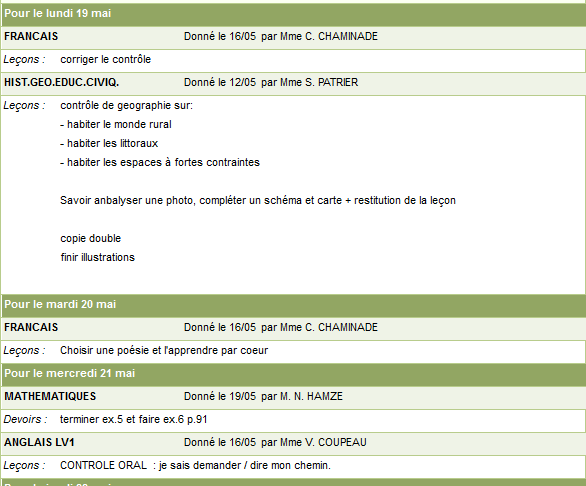 Pour le lundi 19 mai
FRANCAIS Donné le 16/05 par Mme C. CHAMINADE
Leçons : corriger le contrôle
HIST.GEO.EDUC.CIVIQ. Donné le 12/05 par Mme S. PATRIER
Leçons : contrôle de geographie sur:
- habiter le monde rural
- habiter les littoraux
- habiter les espaces à fortes contraintes
Savoir anbalyser une photo, compléter un schéma et carte + restitution de la leçon
copie double
finir illustrations
Pour le mardi 20 mai
FRANCAIS Donné le 16/05 par Mme C. CHAMINADE
Leçons : Choisir une poésie et l'apprendre par coeur
Pour le mercredi 21 mai
MATHEMATIQUES Donné le 19/05 par M. N. HAMZE
Devoirs : terminer ex.5 et faire ex.6 p.91
ANGLAIS LV1 Donné le 16/05 par Mme V. COUPEAU
Leçons : CONTROLE ORAL : je sais demander / dire mon chemin.